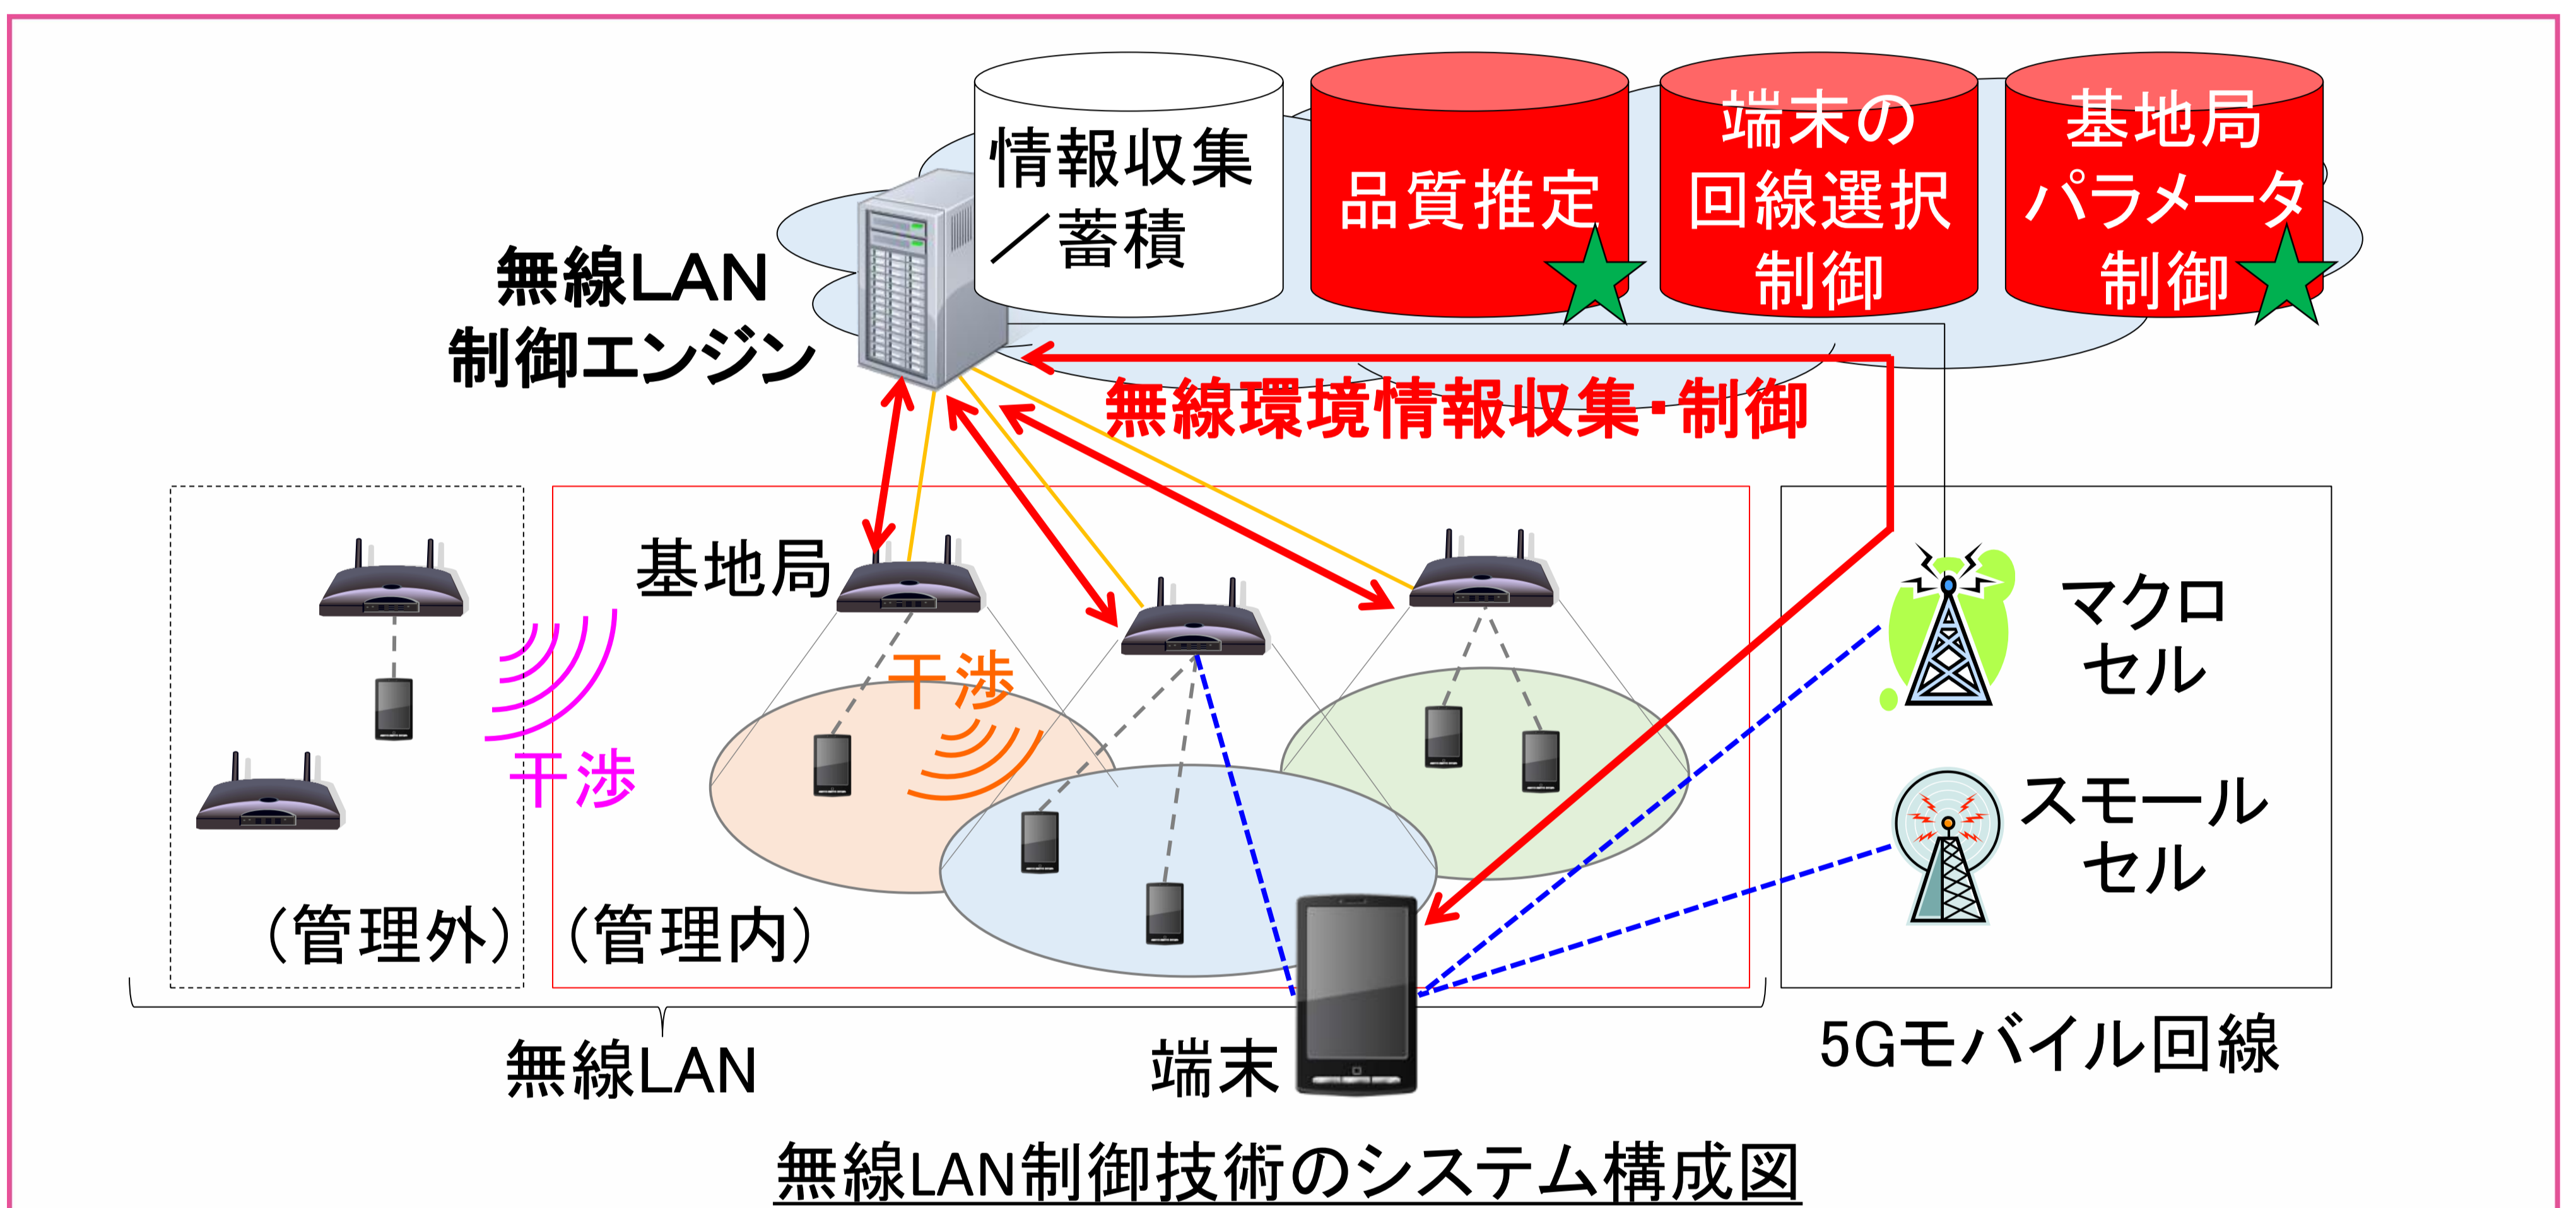 情報収集
／蓄積
品質推定
端末の
回線選択
制御
基地局
パラメータ
制御
無線LAN
制御エンジン
無線環境情報収集・制御
基地局
干渉
干渉
マクロ
セル
スモール
セル
（管理外）
（管理内）
無線LAN
端末
5Gモバイル回線
無線LAN制御技術のシステム構成図